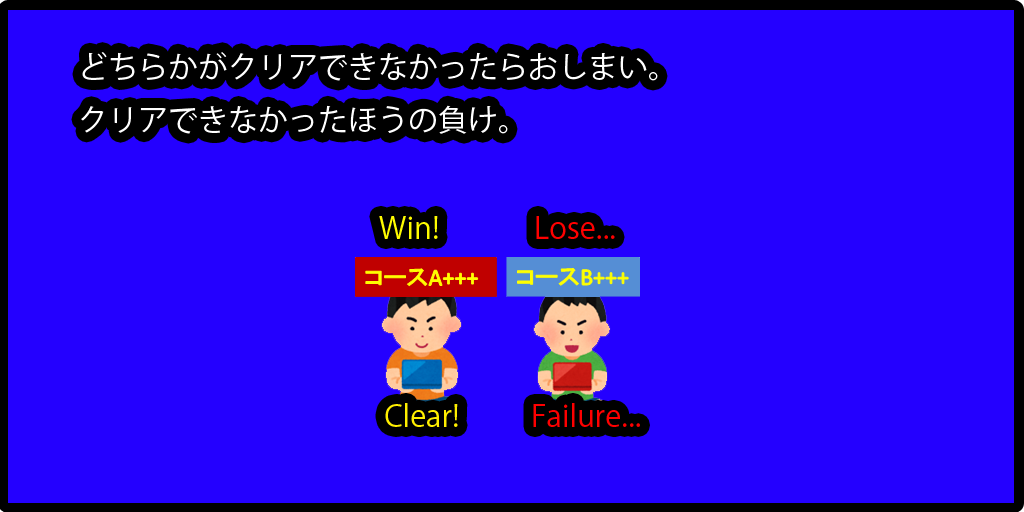 どちらかがクリアできなかったらおしまい。
クリアできなかったほうの負け。
Win! Lose...
コースA+++ コースB+++
Clear! Failure...